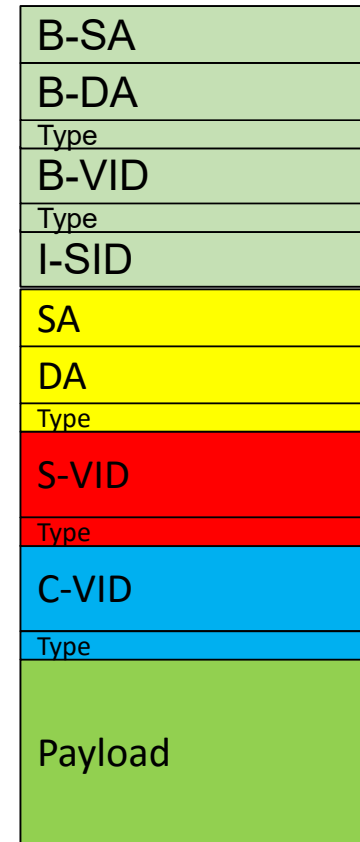 B-SA
B-DA
Type
B-VID
Type
I-SID
SA
DA
Type
S-VID
Type
C-VID
Type
Payload